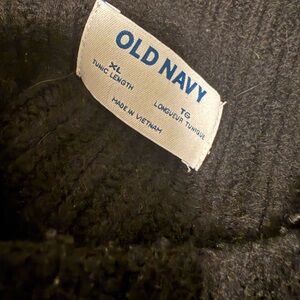 OLD NAVY
XL TG
TUNIC LENGTH LONGUEUR TUNIQUE
MADE IN VIETNAM